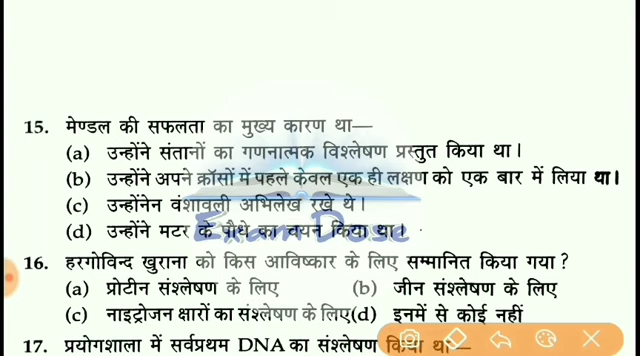 15. मेण्डल की सफलता का मुख्य कारण था—
(a) उन्होंने संतानों का गणनात्मक विश्लेषण प्रस्तुत किया था।
(b) उन्होंने अपने क्रॉसों में पहले केवल एक ही लक्षण को एक बार में लिया था।
(c) उन्होंनेन वंशावली अभिलेख रखे थे।
(d) उन्होंने मटर के पौधे का चयन किया था।
Exam Dose
16. हरगोविन्द खुराना को किस आविष्कार के लिए सम्मानित किया गया?
(a) प्रोटीन संश्लेषण के लिए (b) जीन संश्लेषण के लिए
(c) नाइट्रोजन क्षारों का संश्लेषण के लिए(d) इनमें से कोई नहीं
17. प्रयोगशाला में सर्वप्रथम DNA का संश्लेषण किया था—